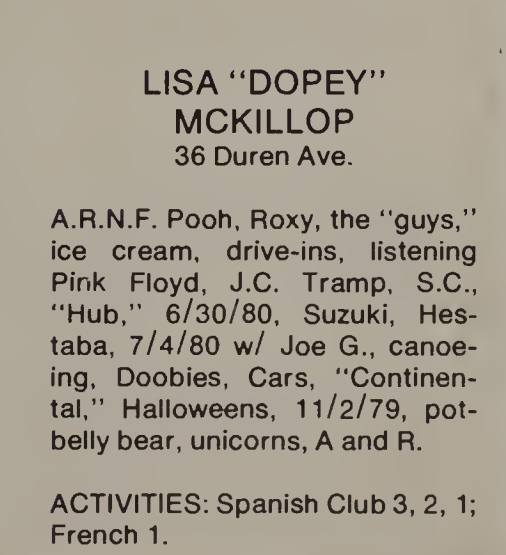 LISA "DOPEY"
MCKILLOP
36 Duren Ave.
A.R.N.F. Pooh, Roxy, the "guys,"
ice cream, drive-ins, listening
Pink Floyd, J.C. Tramp, S.C.,
"Hub," 6/30/80, Suzuki, Hes-
taba, 7/4/80 w/ Joe G., canoe-
ing, Doobies, Cars, "Continen-
tal," Halloweens, 11/2/79, pot-
belly bear, unicorns, A and R.
ACTIVITIES: Spanish Club 3, 2, 1;
French 1.